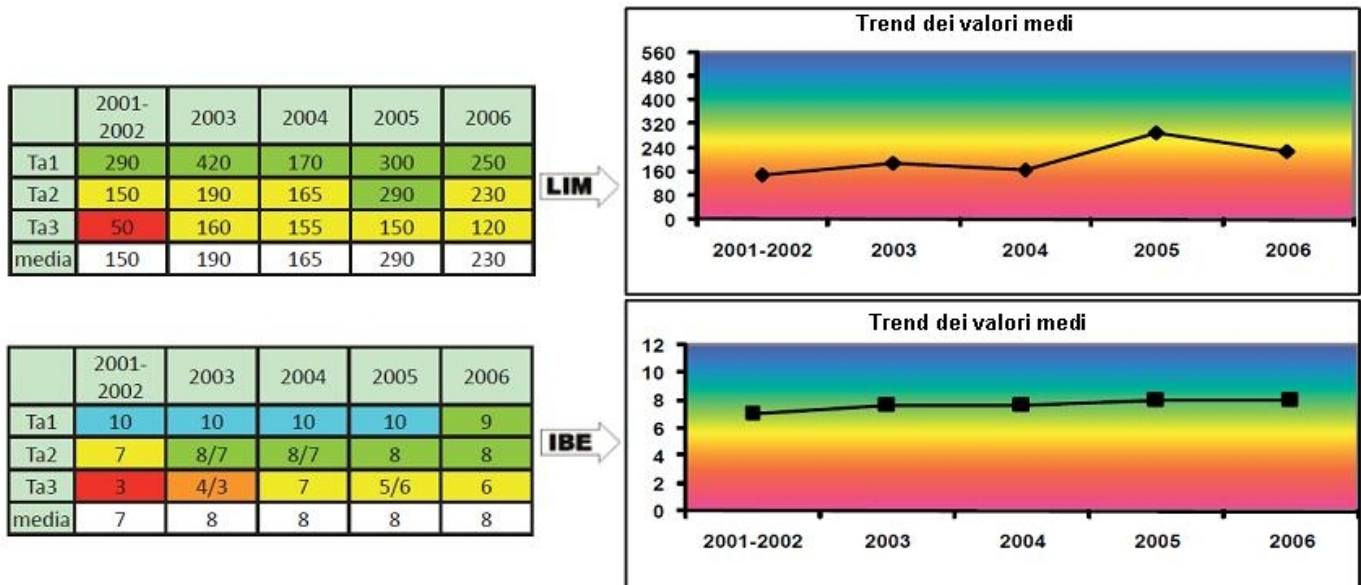 2001-
2002 2003 2004 2005 2006
Ta1 290 420 170 300 250
Ta2 150 190 165 290 230
Ta3 50 160 155 150 120
media 150 190 165 290 230
LIM
Trend dei valori medi
560
480
400
320
240
160
80
0
2001-2002 2003 2004 2005 2006
2001-
2002 2003 2004 2005 2006
Ta1 10 10 10 10 9
Ta2 7 8/7 8/7 8 8
Ta3 3 4/3 7 5/6 6
media 7 8 8 8 8
IBE
Trend dei valori medi
12
10
8
6
4
2
0
2001-2002 2003 2004 2005 2006